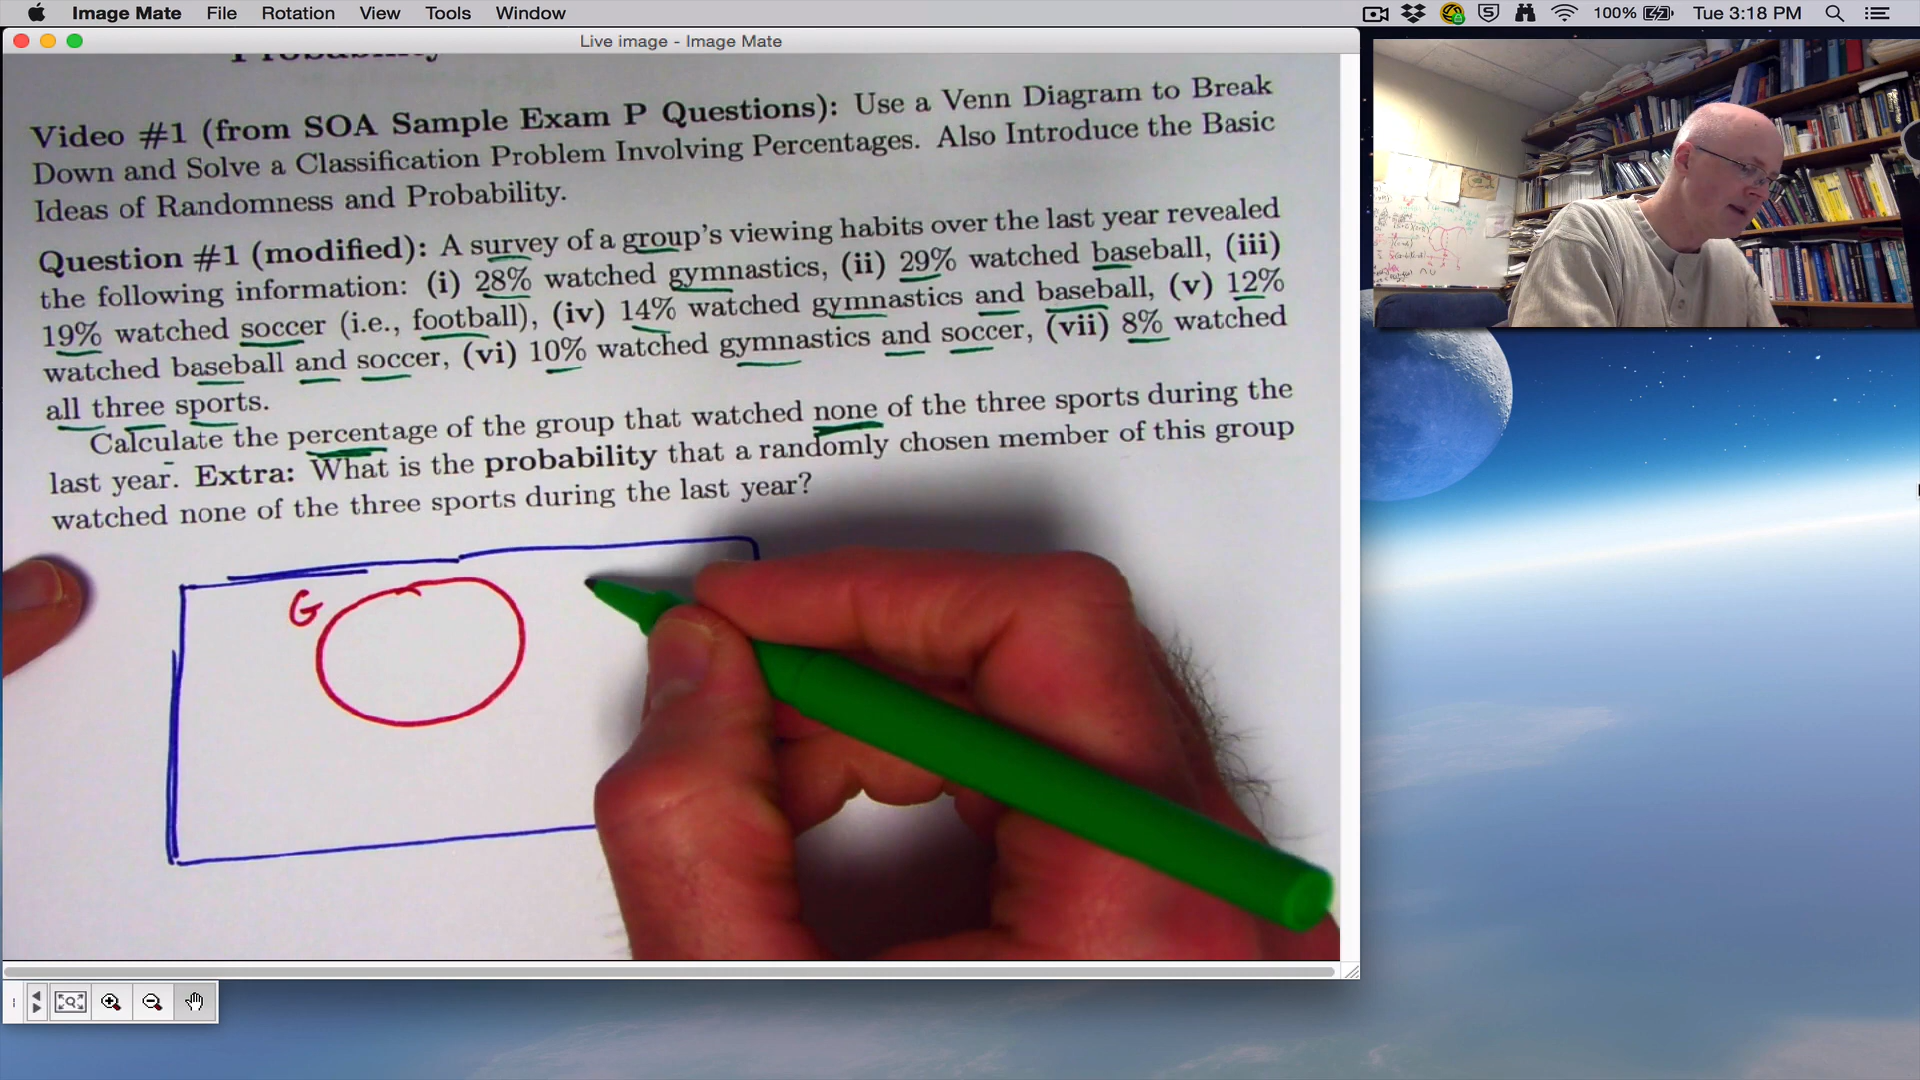 Image Mate File Rotation View Tools Window 100% Tue 3:18 PM
Live image - Image Mate
Probability
Video #1 (from SOA Sample Exam P Questions): Use a Venn Diagram to Break
Down and Solve a Classification Problem Involving Percentages. Also Introduce the Basic
Ideas of Randomness and Probability.
Question #1 (modified): A survey of a group's viewing habits over the last year revealed
the following information: (i) 28% watched gymnastics, (ii) 29% watched baseball, (iii)
19% watched soccer (i.e., football), (iv) 14% watched gymnastics and baseball, (v) 12%
watched baseball and soccer, (vi) 10% watched gymnastics and soccer, (vii) 8% watched
all three sports.
Calculate the percentage of the group that watched none of the three sports during the
last year. Extra: What is the probability that a randomly chosen member of this group
watched none of the three sports during the last year?
G